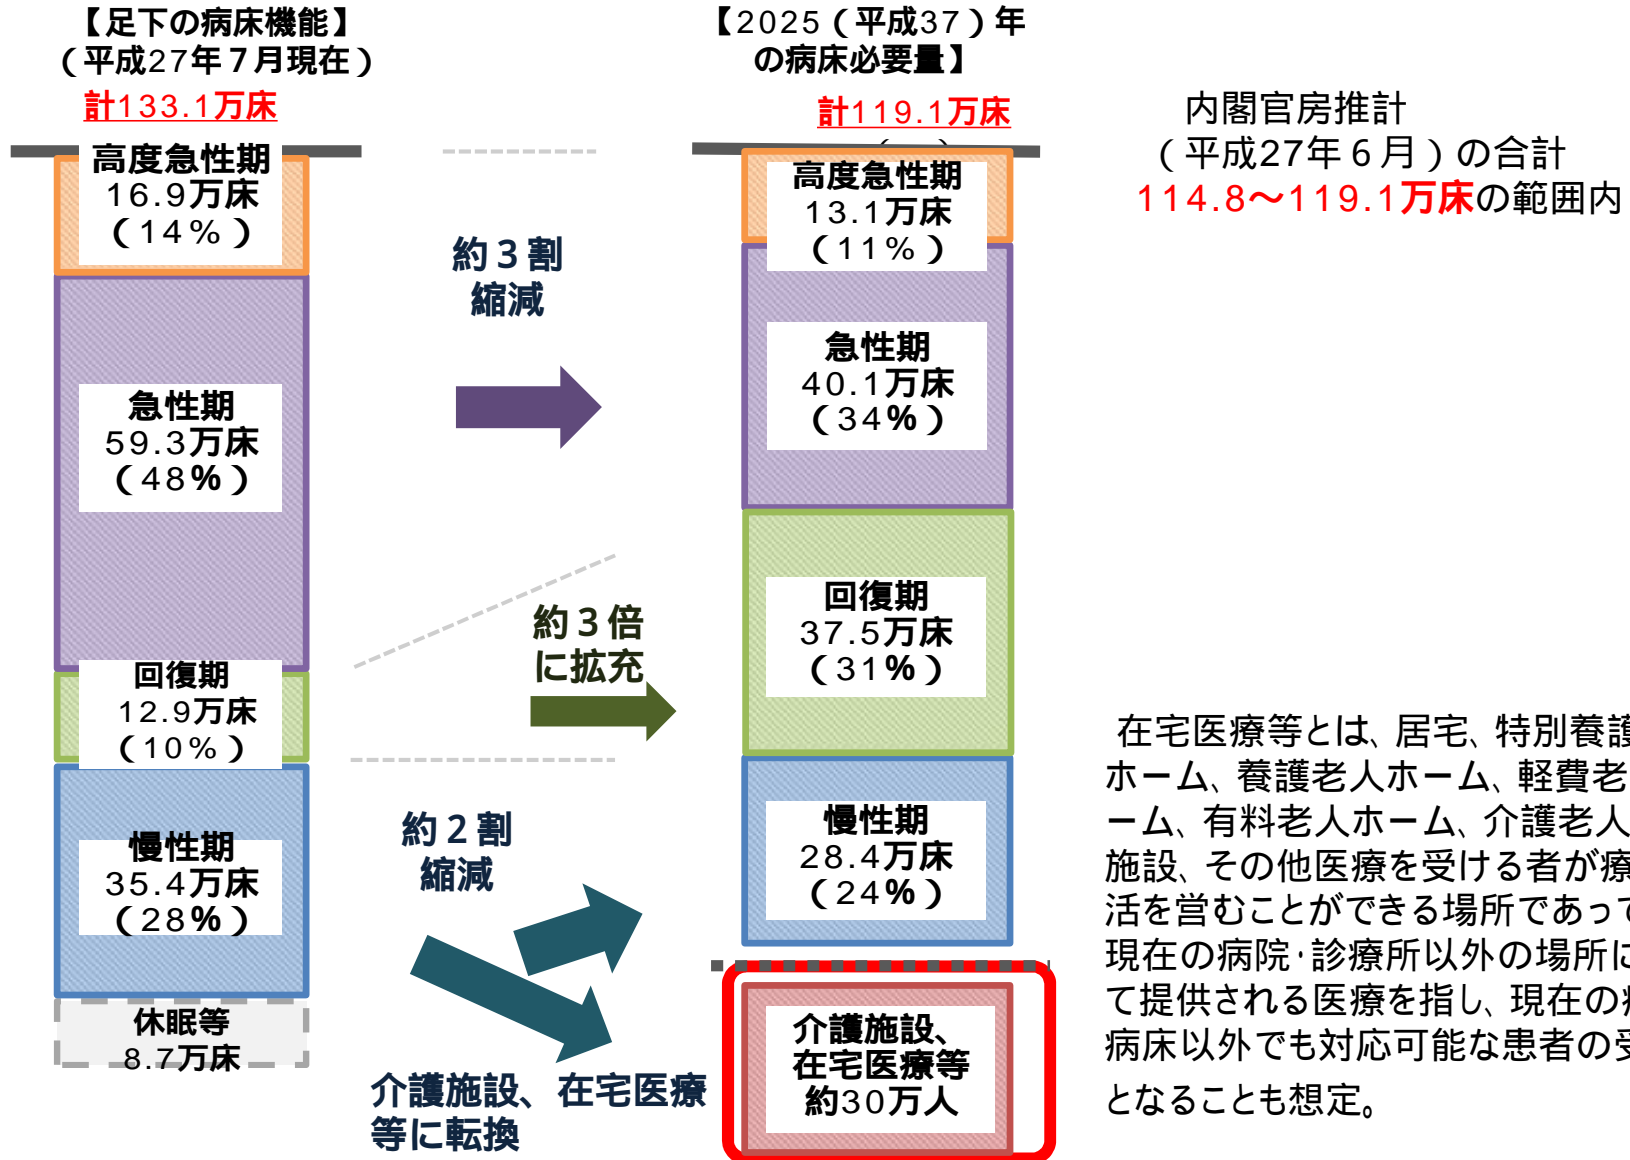 【足下の病床機能】
（平成27年７月現在）
計133.1万床
高度急性期
16.9万床
（14%）
急性期
59.3万床
（48%）
回復期
12.9万床
（10%）
慢性期
35.4万床
（28%）
休眠等
8.7万床
約３割
縮減
約３倍
に拡充
約２割
縮減
介護施設、在宅医療
等に転換
【2025（平成37）年
の病床必要量】
計119.1万床
高度急性期
13.1万床
（11%）
急性期
40.1万床
（34%）
回復期
37.5万床
（31%）
慢性期
28.4万床
（24%）
介護施設、
在宅医療等
約30万人
内閣官房推計
（平成27年６月）の合計
114.8～119.1万床の範囲内
在宅医療等とは、居宅、特別養護
ホーム、養護老人ホーム、軽費老
ーム、有料老人ホーム、介護老人
施設、その他医療を受ける者が療
活を営むことができる場所であって
現在の病院・診療所以外の場所に
て提供される医療を指し、現在の
病床以外でも対応可能な患者の受
となることも想定。